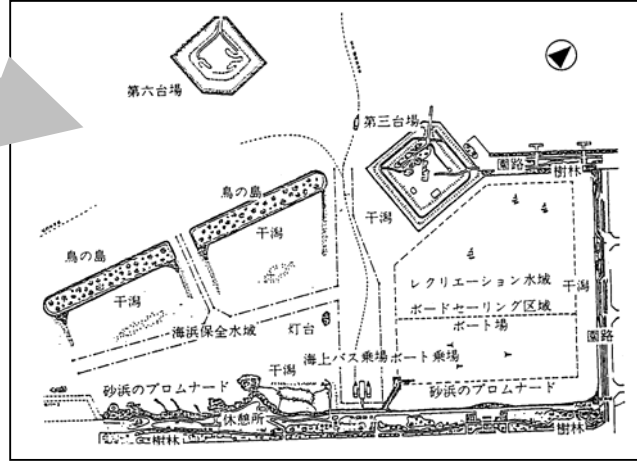 第六台場
第三台場
園路
樹林
鳥の島
干潟
干潟
鳥の島
干潟
レクリエーション水域
干潟
ボードセーリング区域
海浜保全水域
灯台
ボート場
園路
海上バス乗場
ボート乗場
干潟
砂浜のプロムナード
砂浜のプロムナード
休憩所
樹林
樹林